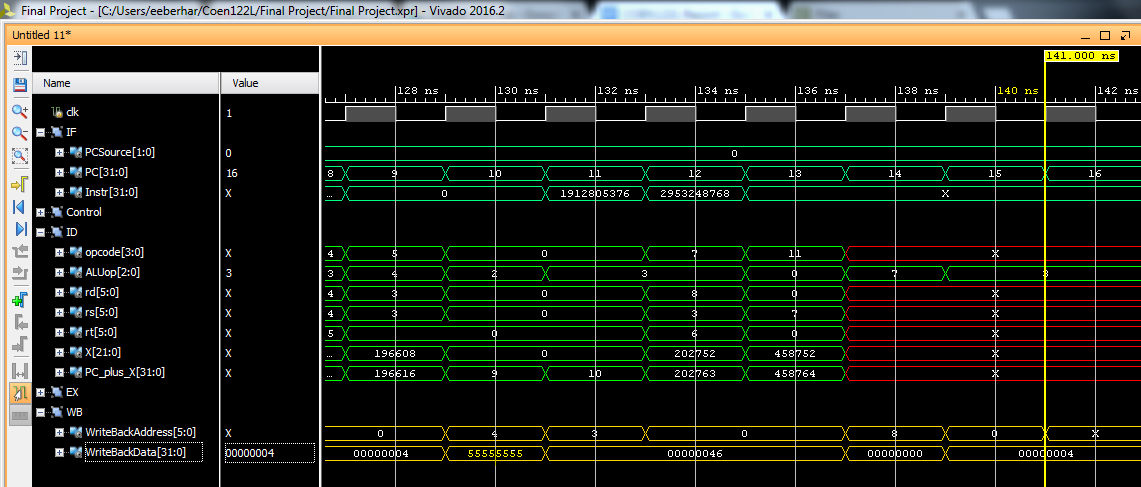 Final Project - [C:/Users/eeberhar/Coen122L/Final Project/Final Project.xpr] - Vivado 2016.2
Untitled 11*
141.000 ns
Name Value 128 ns 130 ns 132 ns 134 ns 136 ns 138 ns 140 ns 142 ns
clk 1
IF
PCSource[1:0] 0 0
PC[31:0] 16 8 9 10 11 12 13 14 15 16
Instr[31:0] X ... 0 1912805376 2953248768 X
Control
ID
opcode[3:0] X 4 5 0 7 11 X
ALUop[2:0] 3 3 4 2 3 0 7 3
rd[5:0] X 4 3 0 8 0 X
rs[5:0] X 4 3 0 3 7 X
rt[5:0] X 5 0 6 0 X
X[21:0] X ... 196608 0 202752 458752 X
PC_plus_X[31:0] X ... 196616 9 10 202763 458764 X
EX
WB
WriteBackAddress[5:0] X 0 4 3 0 8 0 X
WriteBackData[31:0] 00000004 00000004 55555555 00000046 00000000 00000004